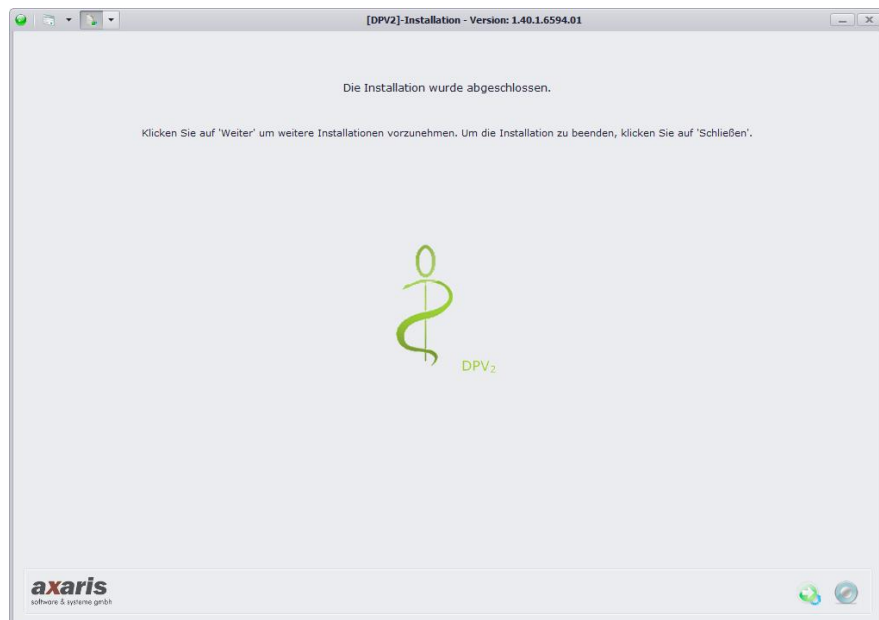 [DPV2]-Installation - Version: 1.40.1.6594.01
Die Installation wurde abgeschlossen.
Klicken Sie auf 'Weiter' um weitere Installationen vorzunehmen. Um die Installation zu beenden, klicken Sie auf 'Schließen'.
DPV₂
axaris
software & systeme gmbh